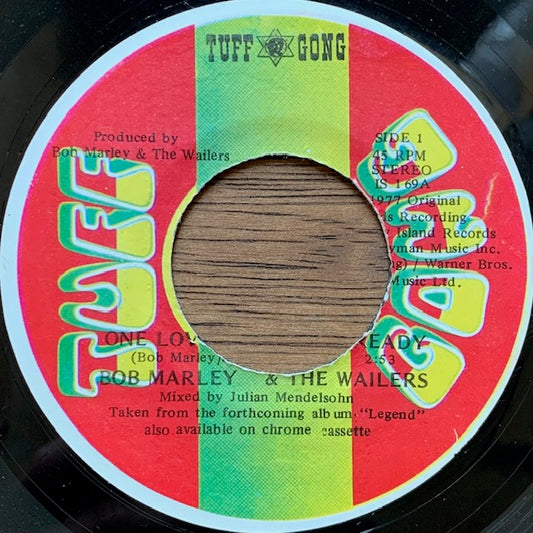 TUFF GONG
Produced by
Bob Marley & The Wailers
SIDE 1
45 RPM
STEREO
IS 169A
1977 Original
Recording
Island Records
Music Inc.
/ Warner Bros.
Music Ltd.
TUFF
GONG
ONE LOV READY
(Bob Marley)/ 2:53
BOB MARLEY & THE WAILERS
Mixed by Julian Mendelsohn
Taken from the forthcoming album "Legend"
also available on chrome cassette